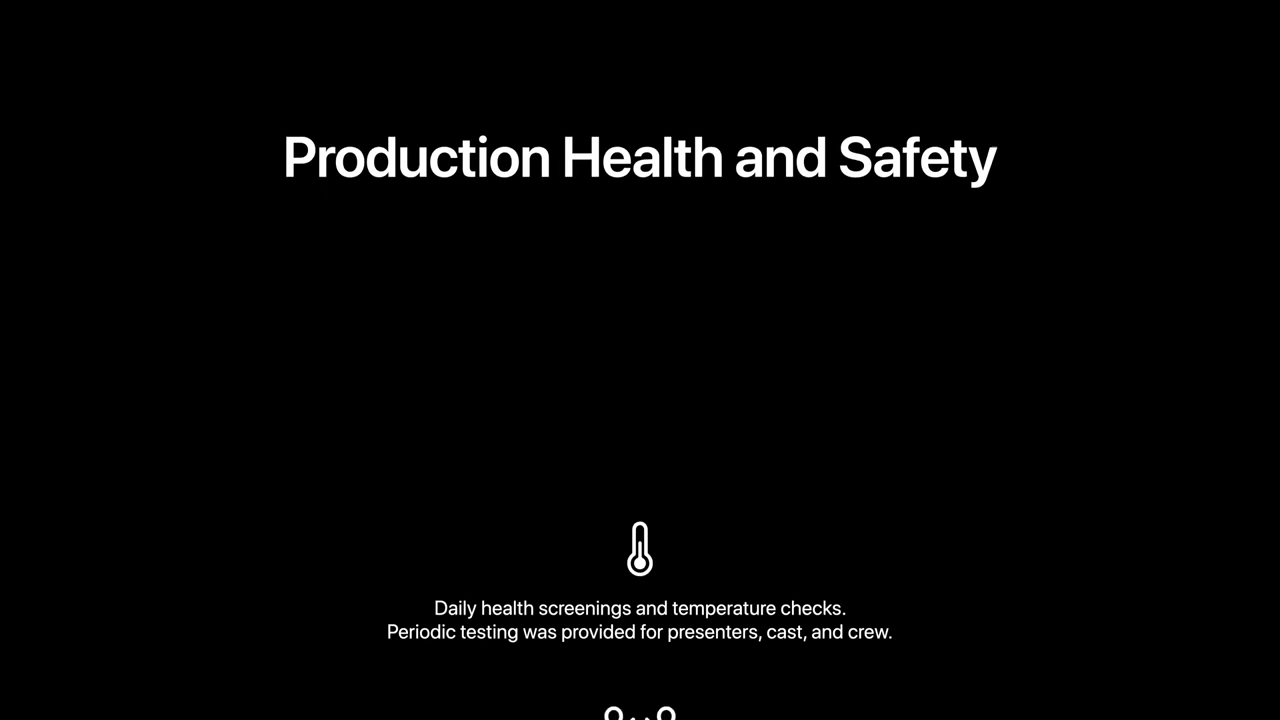 Production Health and Safety
Daily health screenings and temperature checks.
Periodic testing was provided for presenters, cast, and crew.